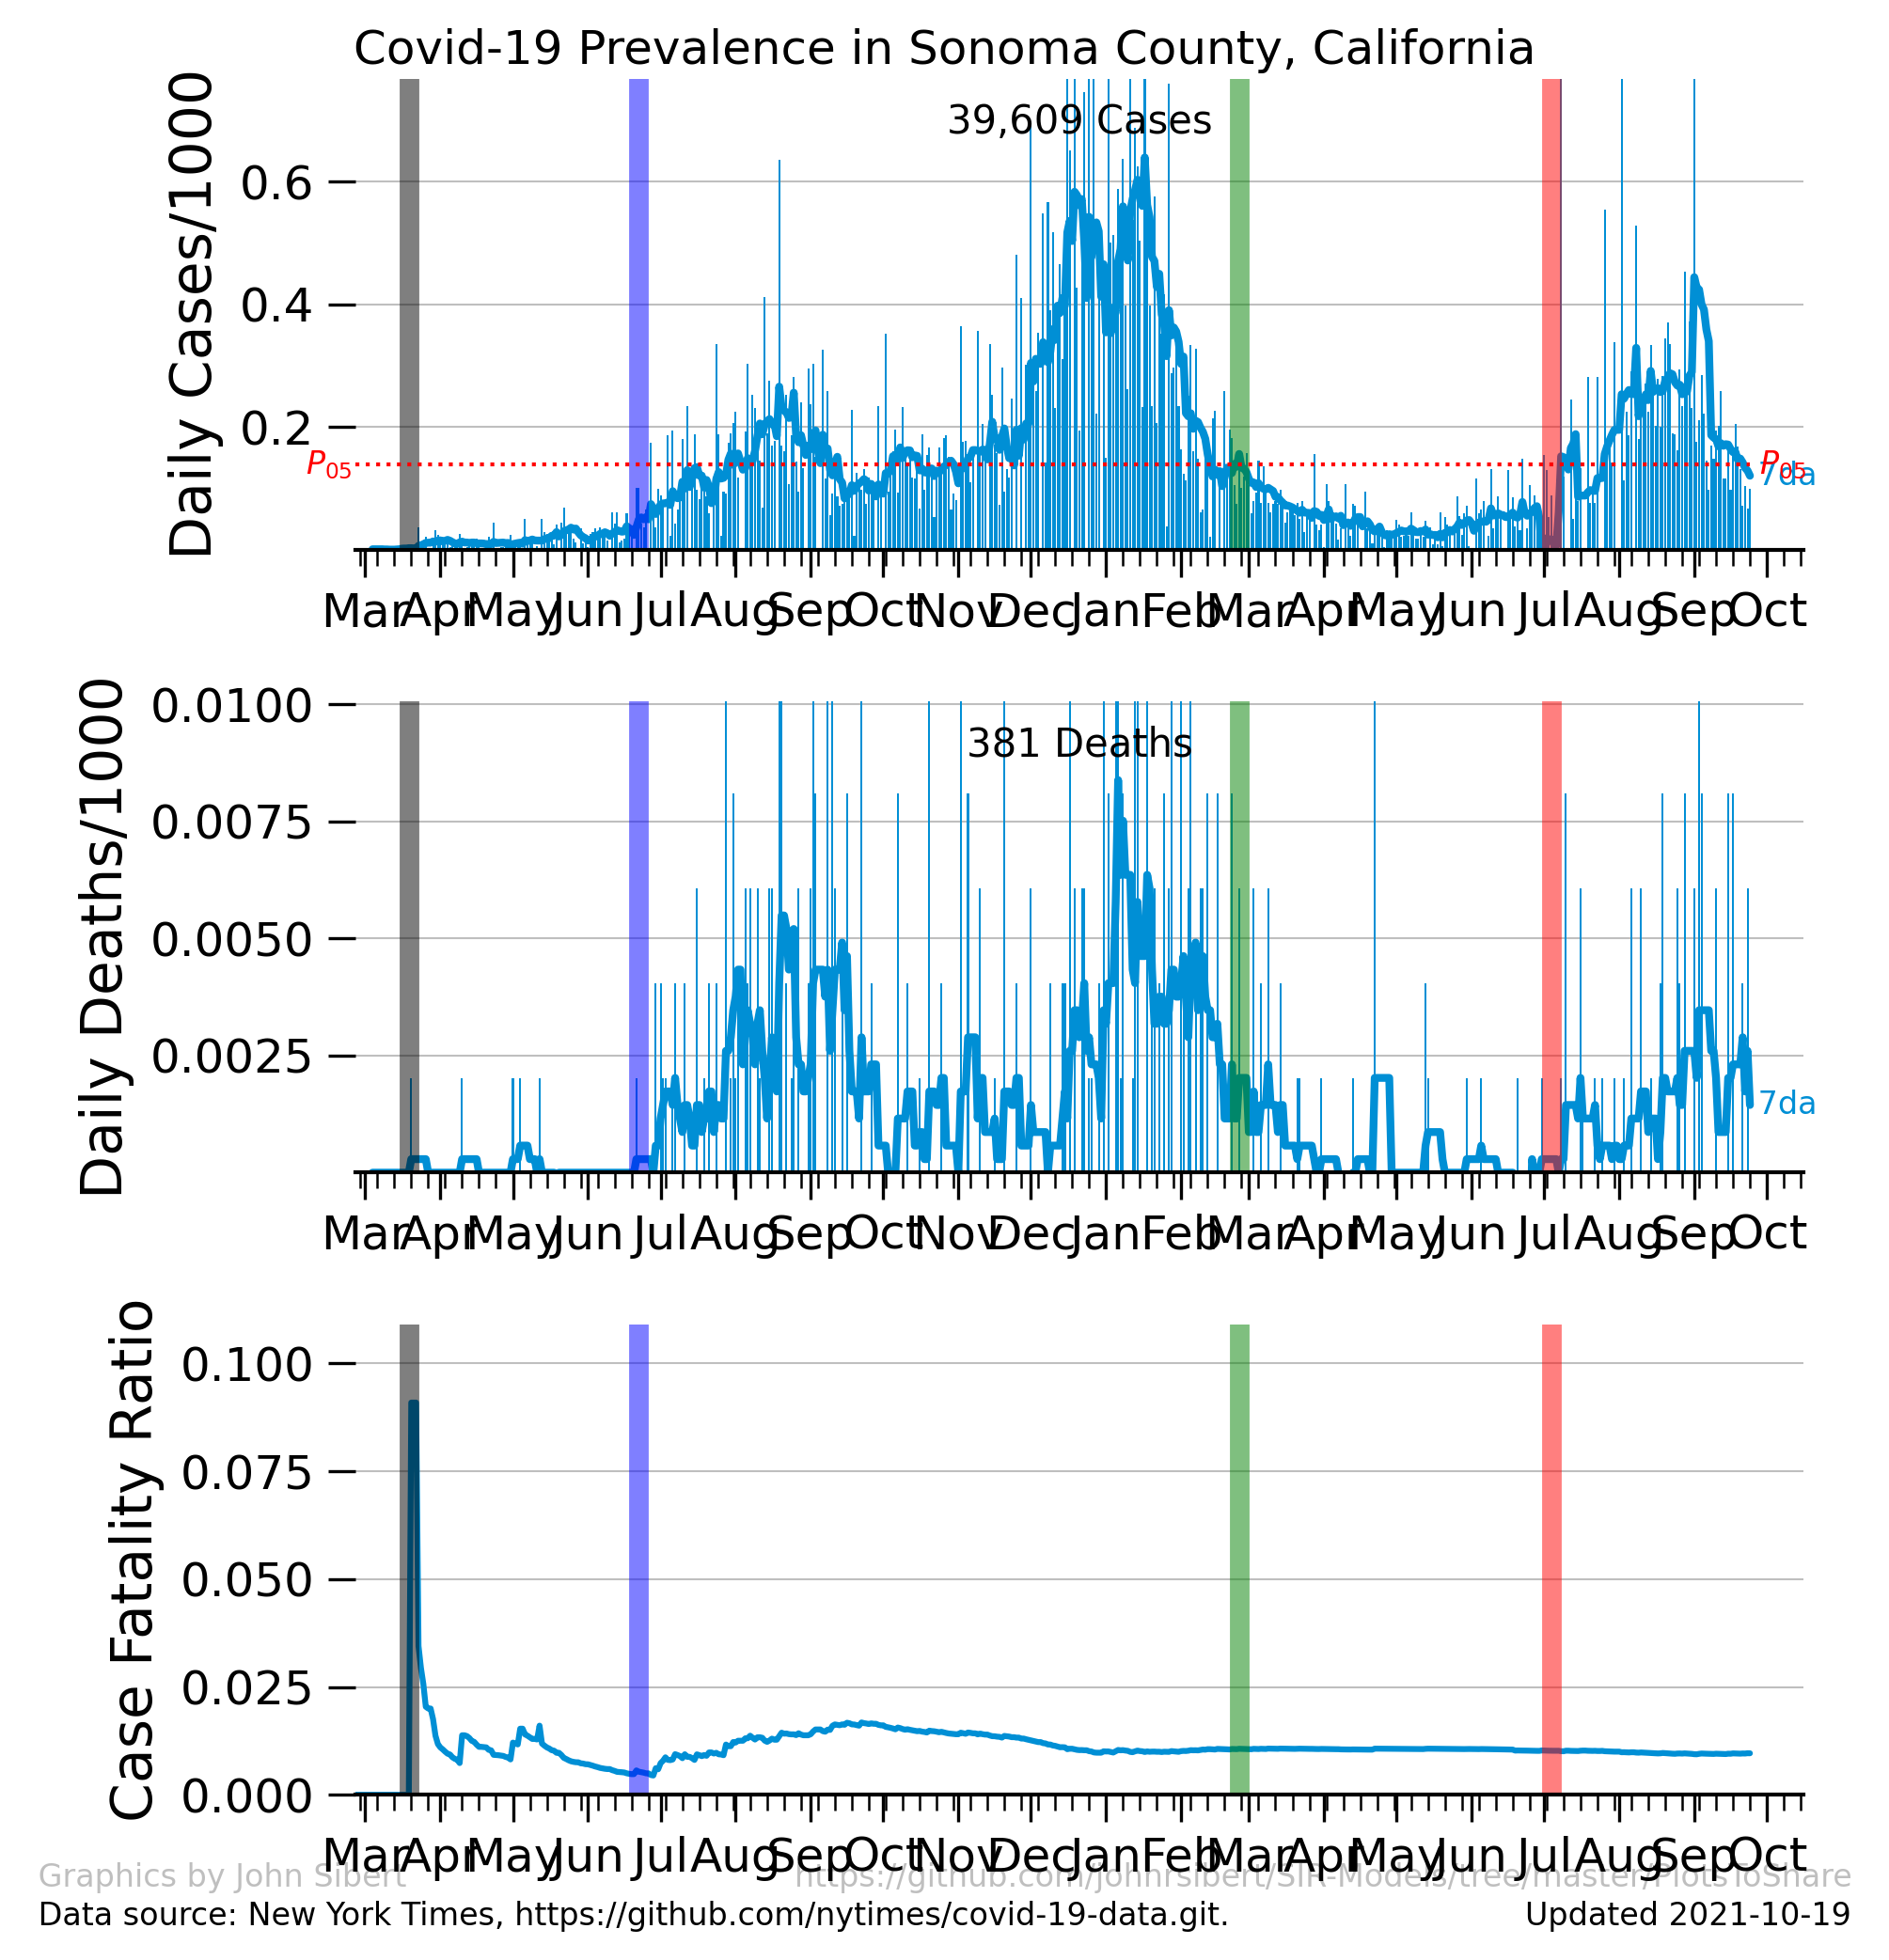 Covid-19 Prevalence in Sonoma County, California
Daily Cases/1000
39,609 Cases
0.6
0.4
0.2
P05
P05
7da
Mar Apr May Jun Jul Aug Sep Oct Nov Dec Jan Feb Mar Apr May Jun Jul Aug Sep Oct
Daily Deaths/1000
0.0100
381 Deaths
0.0075
0.0050
0.0025
7da
Mar Apr May Jun Jul Aug Sep Oct Nov Dec Jan Feb Mar Apr May Jun Jul Aug Sep Oct
Case Fatality Ratio
0.100
0.075
0.050
0.025
0.000
Mar Apr May Jun Jul Aug Sep Oct Nov Dec Jan Feb Mar Apr May Jun Jul Aug Sep Oct
Graphics by John Sibert
https://github.com/johnrsibert/SIR-Models/tree/master/PlotsToShare
Data source: New York Times, https://github.com/nytimes/covid-19-data.git.
Updated 2021-10-19